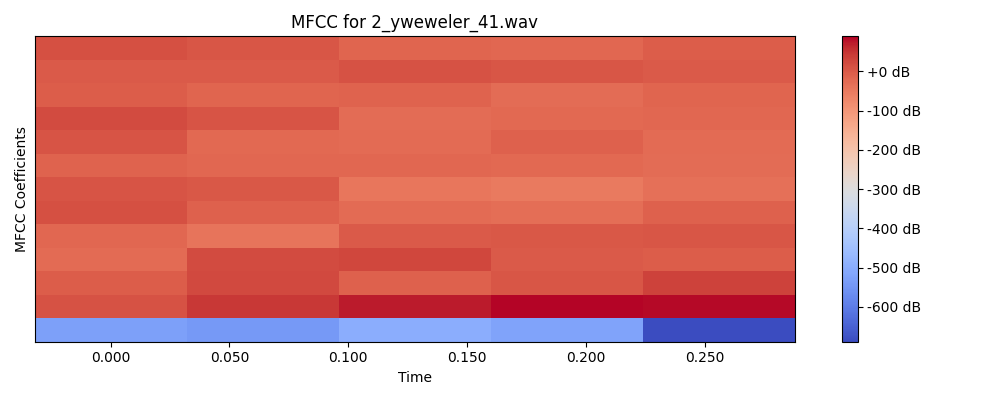 MFCC for 2_yweweler_41.wav
MFCC Coefficients
+0 dB
-100 dB
-200 dB
-300 dB
-400 dB
-500 dB
-600 dB
0.000 0.050 0.100 0.150 0.200 0.250
Time